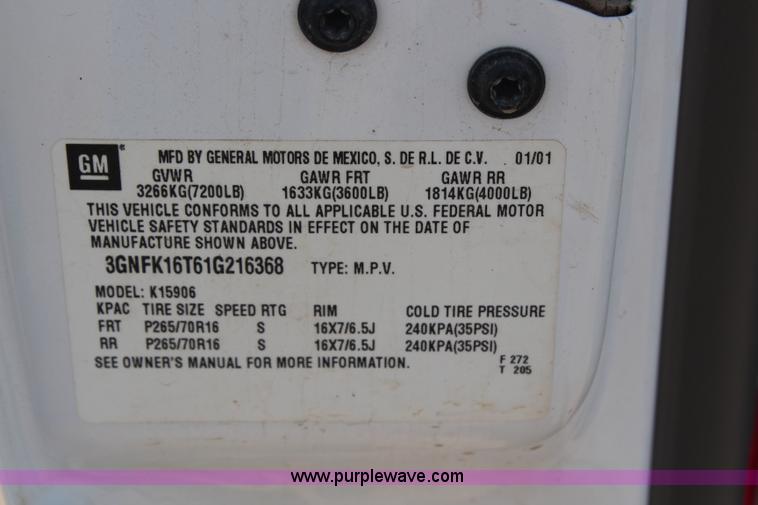 GM
MFD BY GENERAL MOTORS DE MEXICO, S. DE R.L. DE C.V. 01/01
GVWR GAWR FRT GAWR RR
3266KG(7200LB) 1633KG(3600LB) 1814KG(4000LB)
THIS VEHICLE CONFORMS TO ALL APPLICABLE U.S. FEDERAL MOTOR
VEHICLE SAFETY STANDARDS IN EFFECT ON THE DATE OF
MANUFACTURE SHOWN ABOVE.
3GNFK16T61G216368 TYPE: M.P.V.
MODEL: K15906
KPAC TIRE SIZE SPEED RTG RIM COLD TIRE PRESSURE
FRT P265/70R16 S 16X7/6.5J 240KPA(35PSI)
RR P265/70R16 S 16X7/6.5J 240KPA(35PSI)
SEE OWNER'S MANUAL FOR MORE INFORMATION.
F 272
T 205
www.purplewave.com